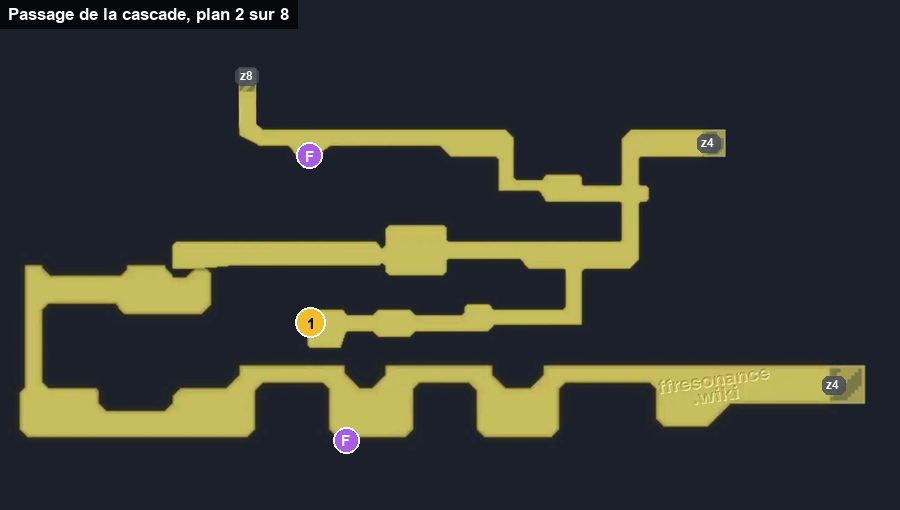 Passage de la cascade, plan 2 sur 8
z8
z4
F
1
z4
ffresonance
.wiki
F